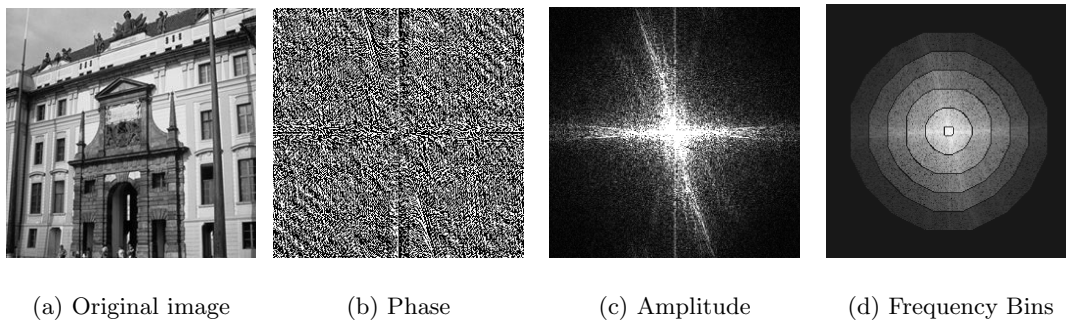 (a) Original image
(b) Phase
(c) Amplitude
(d) Frequency Bins